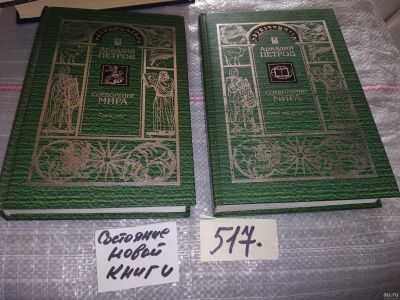 Аркадий
ПЕТРОВ
СОТВОРЕНИЕ
МИРА
Аркадий
ПЕТРОВ
СОТВОРЕНИЕ
МИРА
Состояние
новой
книги
517.
au.ru